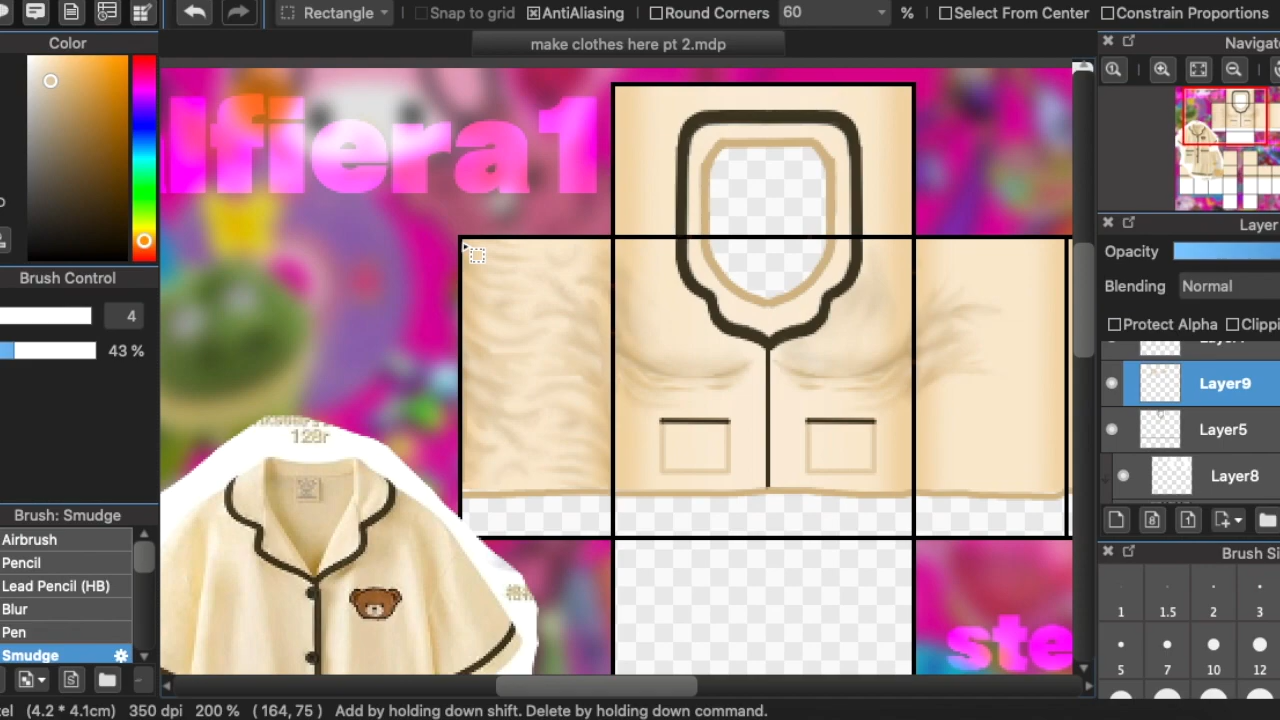 Rectangle Snap to grid AntiAliasing Round Corners 60 % Select From Center Constrain Proportions
Color
make clothes here pt 2.mdp
Navigat
lfiera1
Brush Control
4
43 %
Layer
Opacity
Blending Normal
Protect Alpha Clippi
Layer9
Layer5
Layer8
128r
Brush: Smudge
Airbrush
Pencil
Lead Pencil (HB)
Blur
Pen
Smudge
ste
Brush Si
1 1.5 2 3
5 7 10 12
xel (4.2 * 4.1cm) 350 dpi 200 % ( 164, 75 ) Add by holding down shift. Delete by holding down command.